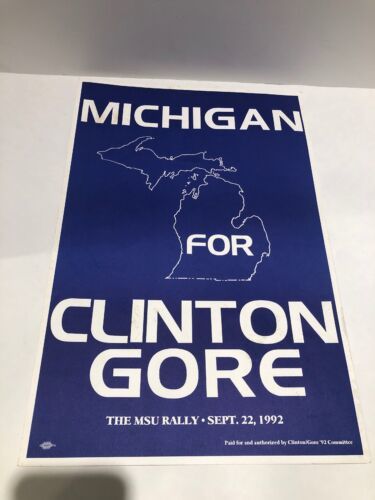 MICHIGAN
FOR
CLINTON
GORE
THE MSU RALLY • SEPT. 22, 1992
Paid for and authorized by Clinton/Gore '92 Committee